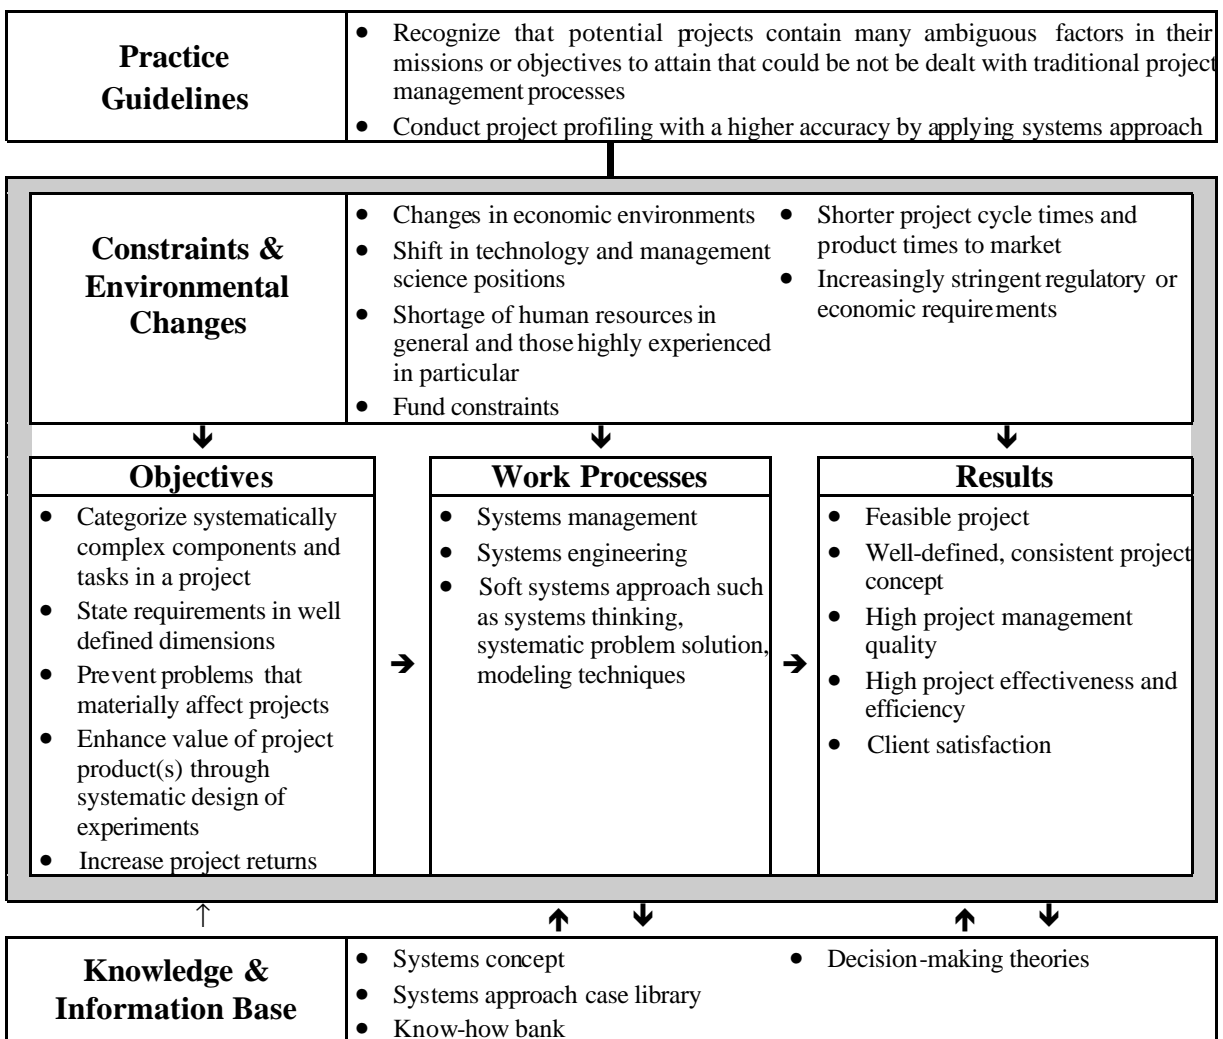 Practice
Guidelines
• Recognize that potential projects contain many ambiguous factors in their
missions or objectives to attain that could be not be dealt with traditional project
management processes
• Conduct project profiling with a higher accuracy by applying systems approach
Constraints &
Environmental
Changes
• Changes in economic environments
• Shift in technology and management
science positions
• Shortage of human resources in
general and those highly experienced
in particular
• Fund constraints
• Shorter project cycle times and
product times to market
• Increasingly stringent regulatory or
economic requirements
Objectives
• Categorize systematically
complex components and
tasks in a project
• State requirements in well
defined dimensions
• Prevent problems that
materially affect projects
• Enhance value of project
product(s) through
systematic design of
experiments
• Increase project returns
Work Processes
• Systems management
• Systems engineering
• Soft systems approach such
as systems thinking,
systematic problem solution,
modeling techniques
Results
• Feasible project
• Well-defined, consistent project
concept
• High project management
quality
• High project effectiveness and
efficiency
• Client satisfaction
Knowledge &
Information Base
• Systems concept
• Systems approach case library
• Know-how bank
• Decision-making theories